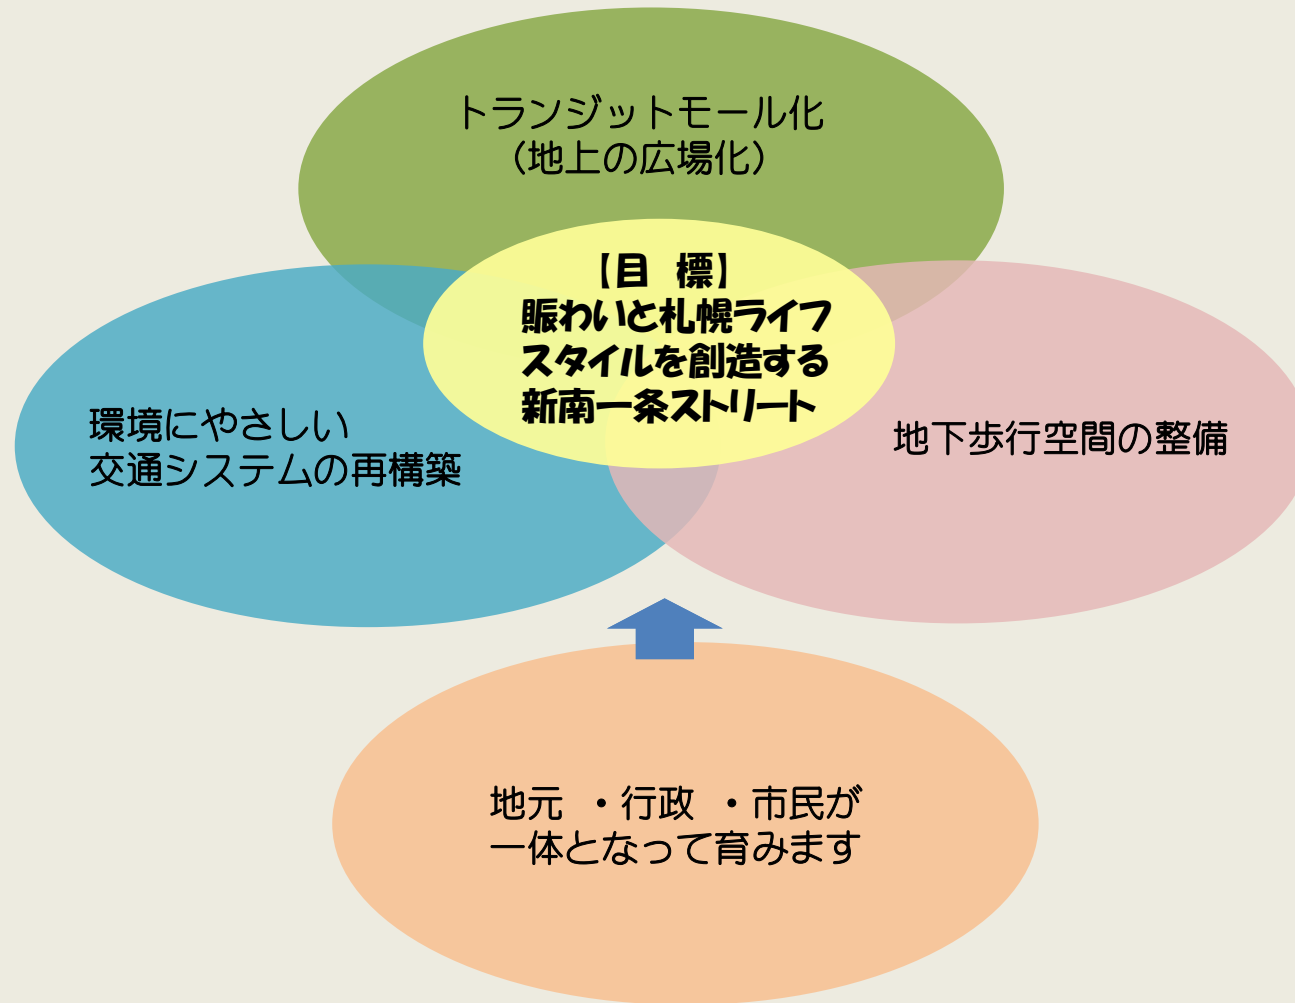 トランジットモール化
(地上の広場化)
【目 標】
賑わいと札幌ライフ
スタイルを創造する
新南一条ストリート
環境にやさしい
交通システムの再構築
地下歩行空間の整備
地元 ・行政 ・市民が
一体となって育みます